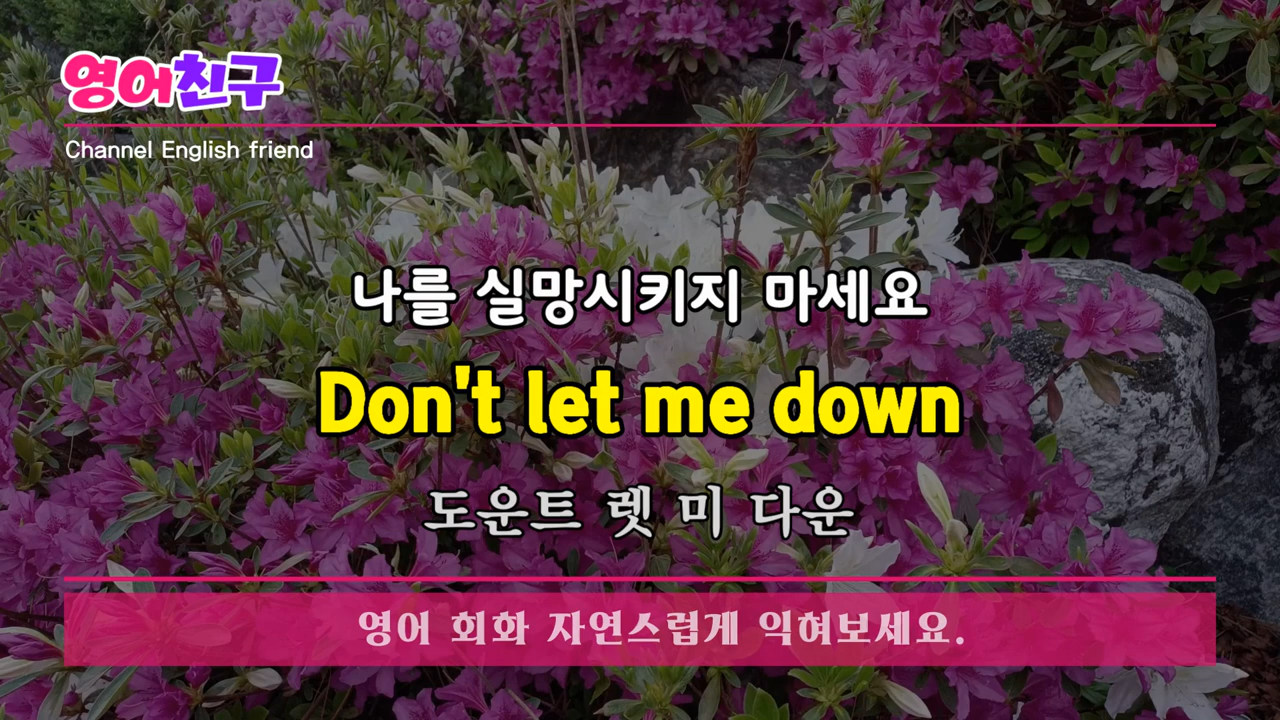 영어친구
Channel English friend
나를 실망시키지 마세요
Don't let me down
도운트 렛 미 다운
영어 회화 자연스럽게 익혀보세요.